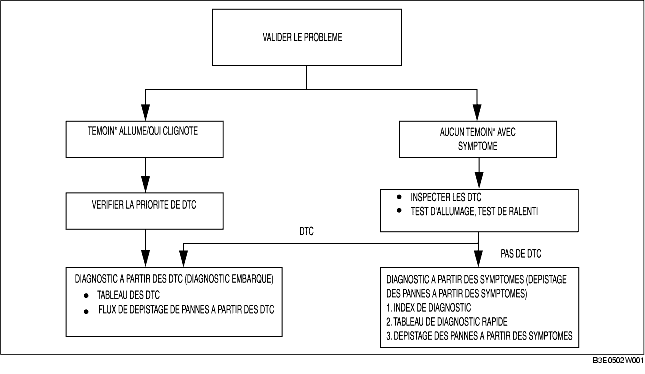 VALIDER LE PROBLEME
TEMOIN* ALLUME/QUI CLIGNOTE
AUCUN TEMOIN* AVEC
SYMPTOME
VERIFIER LA PRIORITE DE DTC
● INSPECTER LES DTC
● TEST D'ALLUMAGE, TEST DE RALENTI
DTC
PAS DE DTC
DIAGNOSTIC A PARTIR DES DTC (DIAGNOSTIC EMBARQUE)
● TABLEAU DES DTC
● FLUX DE DEPISTAGE DE PANNES A PARTIR DES DTC
DIAGNOSTIC A PARTIR DES SYMPTOMES (DEPISTAGE
DES PANNES A PARTIR DES SYMPTOMES)
1. INDEX DE DIAGNOSTIC
2. TABLEAU DE DIAGNOSTIC RAPIDE
3. DEPISTAGE DES PANNES A PARTIR DES SYMPTOMES
B3E0502W001